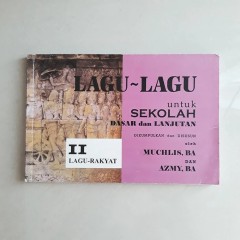 LAGU~LAGU
untuk
SEKOLAH
DASAR dan LANJUTAN
DIKUMPULKAN dan DISUSUN
oleh
MUCHLIS, BA
DAN
AZMY, BA
II
LAGU-RAKYAT